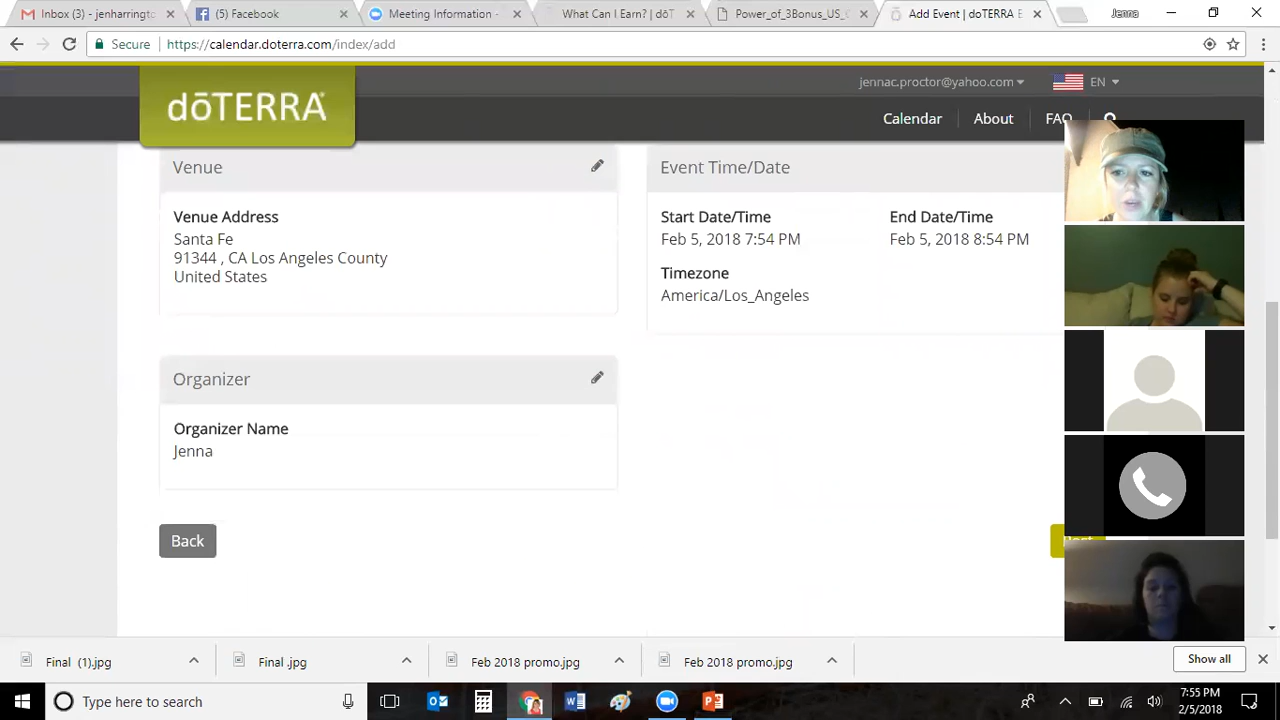 Inbox (3) - jenharringto
(5) Facebook
Meeting Information -
What Can I Earn? | dōT
Power_of_3Bonus_US_
Add Event | doTERRA E
Jenna
Secure
https://calendar.doterra.com/index/add
jennac.proctor@yahoo.com
EN
dōTERRA
Calendar
About
FAQ
Venue
Event Time/Date
Venue Address
Santa Fe
91344 , CA Los Angeles County
United States
Start Date/Time
Feb 5, 2018 7:54 PM
End Date/Time
Feb 5, 2018 8:54 PM
Timezone
America/Los_Angeles
Organizer
Organizer Name
Jenna
Back
Final (1).jpg
Final .jpg
Feb 2018 promo.jpg
Feb 2018 promo.jpg
Show all
Type here to search
7:55 PM
2/5/2018